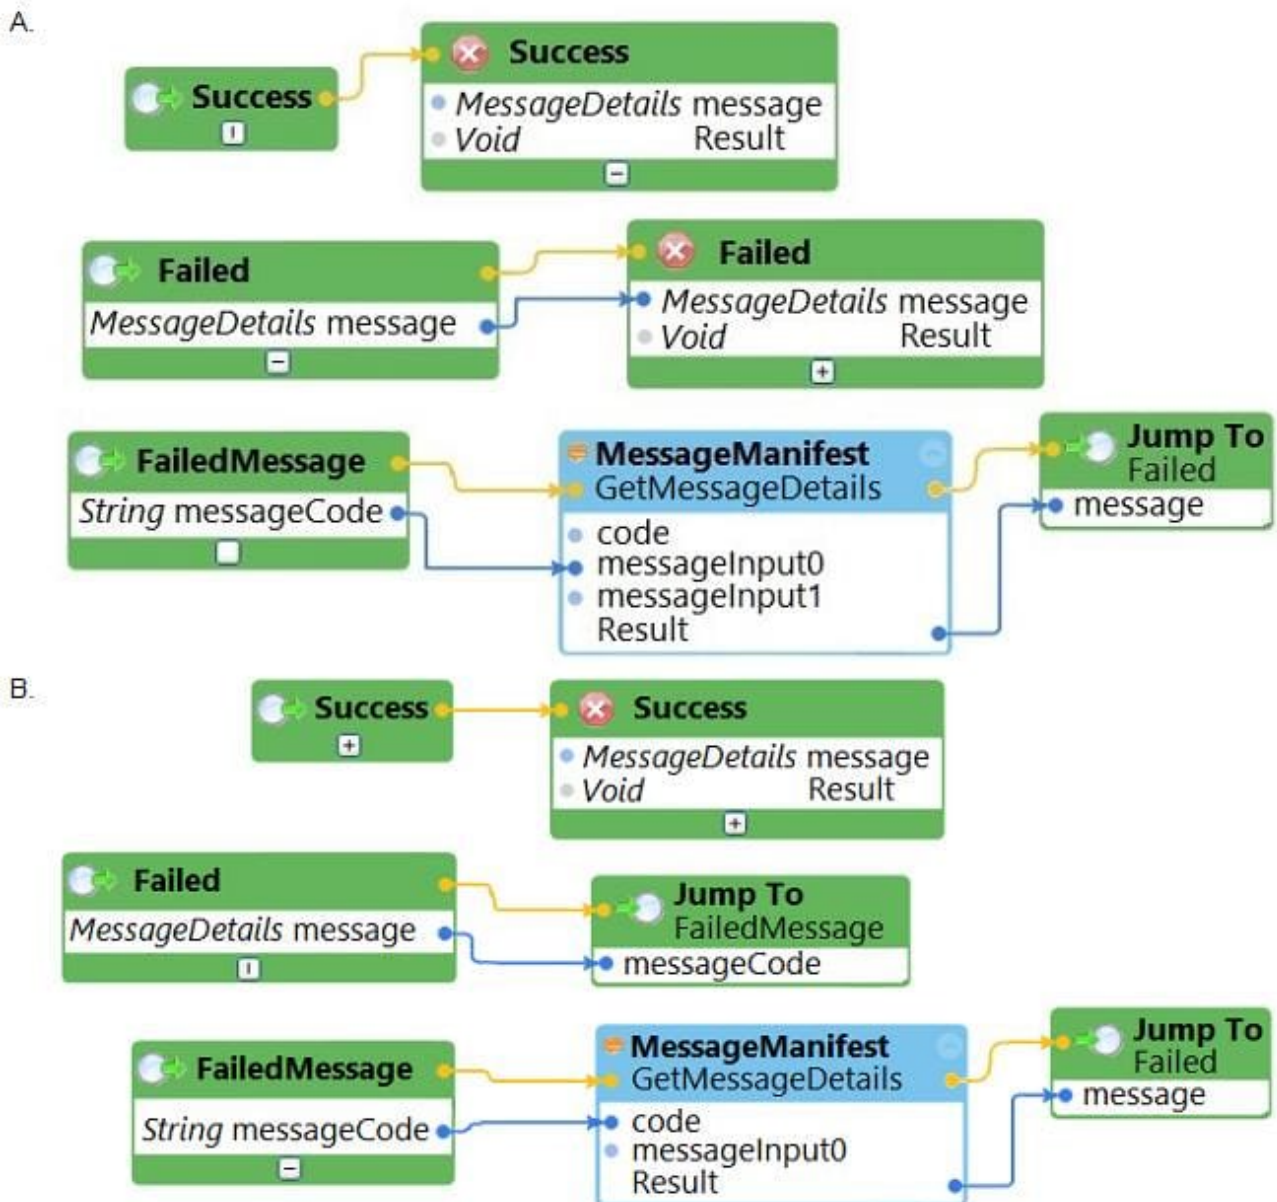 A.
Success
Success
MessageDetails message
Void Result
Failed
MessageDetails message
Failed
MessageDetails message
Void Result
FailedMessage
String messageCode
MessageManifest
GetMessageDetails
code
messageInput0
messageInput1
Result
Jump To
Failed
message
B.
Success
Success
MessageDetails message
Void Result
Failed
MessageDetails message
Jump To
FailedMessage
messageCode
FailedMessage
String messageCode
MessageManifest
GetMessageDetails
code
messageInput0
Result
Jump To
Failed
message